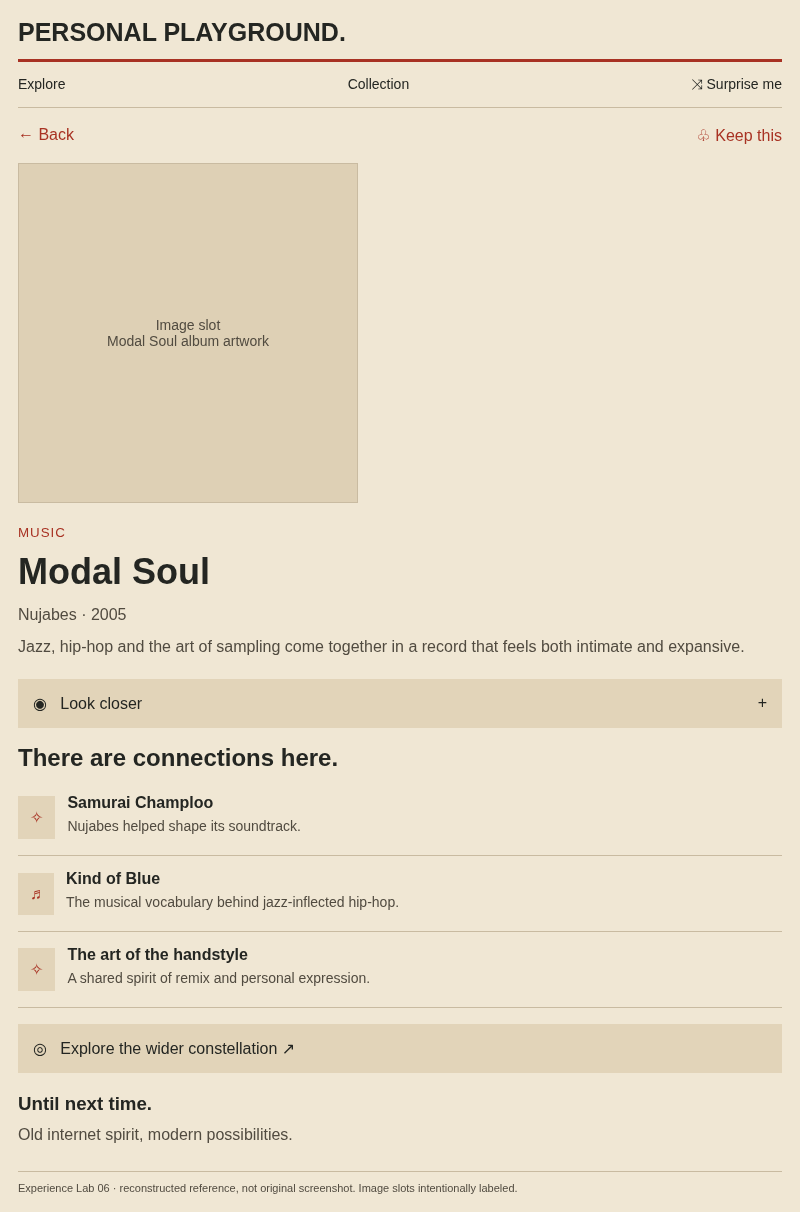 PERSONAL PLAYGROUND.
Explore
Collection
⤮ Surprise me
← Back
♧ Keep this
Image slot
Modal Soul album artwork
MUSIC
Modal Soul
Nujabes · 2005
Jazz, hip-hop and the art of sampling come together in a record that feels both intimate and expansive.
◉ Look closer +
There are connections here.
✧ Samurai Champloo
Nujabes helped shape its soundtrack.
♬ Kind of Blue
The musical vocabulary behind jazz-inflected hip-hop.
✧ The art of the handstyle
A shared spirit of remix and personal expression.
◎ Explore the wider constellation ↗
Until next time.
Old internet spirit, modern possibilities.
Experience Lab 06 · reconstructed reference, not original screenshot. Image slots intentionally labeled.